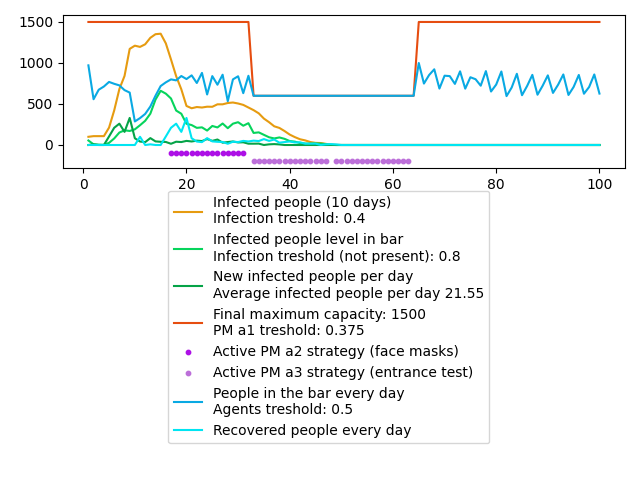 1500
1000
500
0
0 20 40 60 80 100
Infected people (10 days)
Infection treshold: 0.4
Infected people level in bar
Infection treshold (not present): 0.8
New infected people per day
Average infected people per day 21.55
Final maximum capacity: 1500
PM a1 treshold: 0.375
Active PM a2 strategy (face masks)
Active PM a3 strategy (entrance test)
People in the bar every day
Agents treshold: 0.5
Recovered people every day